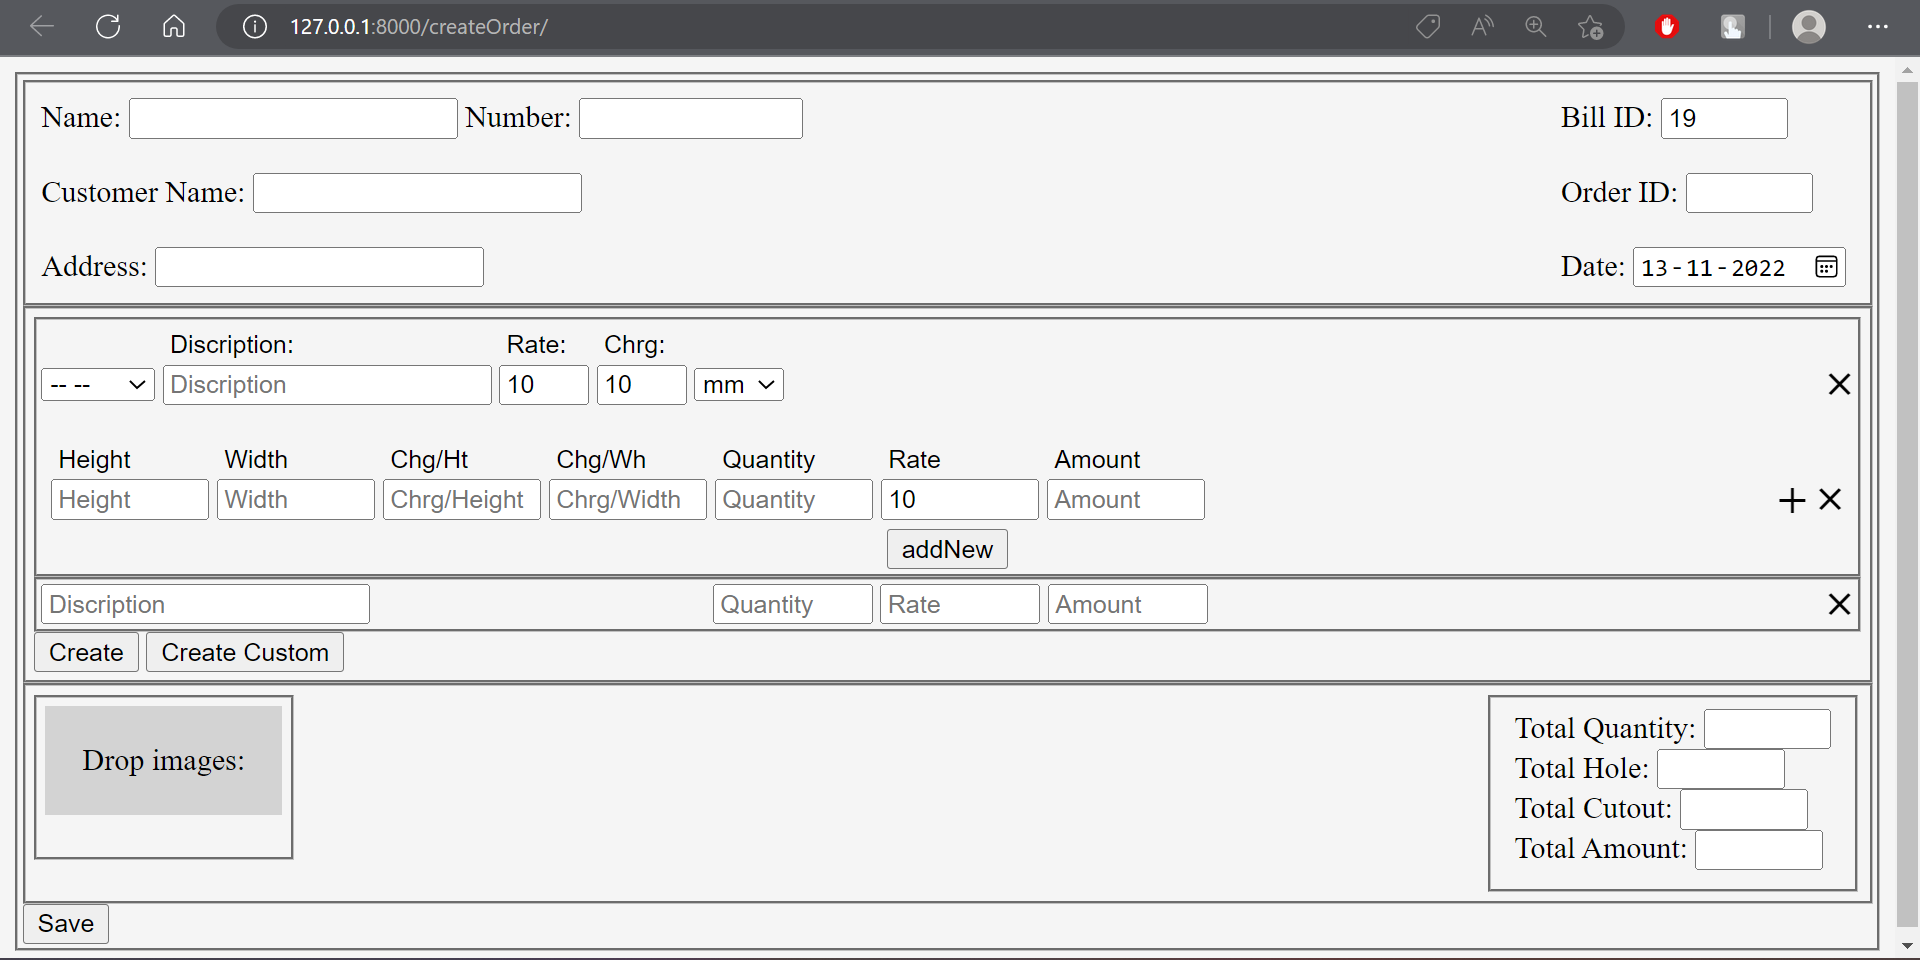 127.0.0.1:8000/createOrder/
Name: Number: Bill ID: 19
Customer Name: Order ID:
Address: Date: 13-11-2022
Discription: Rate: Chrg:
-- -- Discription 10 10 mm
Height Width Chg/Ht Chg/Wh Quantity Rate Amount
Height Width Chrg/Height Chrg/Width Quantity 10 Amount
addNew
Discription Quantity Rate Amount
Create Create Custom
Drop images:
Total Quantity:
Total Hole:
Total Cutout:
Total Amount:
Save